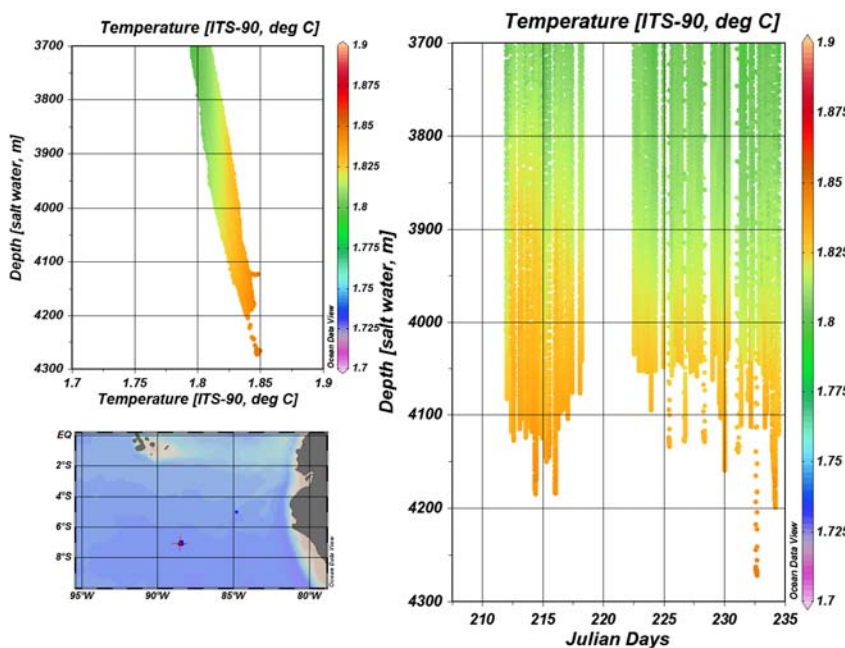 Temperature [ITS-90, deg C]
3700
3800
3900
4000
4100
4200
4300
Depth [salt water, m]
1.7
1.75
1.8
1.85
1.9
Temperature [ITS-90, deg C]
1.9
1.875
1.85
1.825
1.8
1.775
1.75
1.725
1.7
Ocean Data View
EQ
2°S
4°S
6°S
8°S
95°W
90°W
85°W
80°W
Ocean Data View
Temperature [ITS-90, deg C]
3700
3800
3900
4000
4100
4200
4300
Depth [salt water, m]
210
215
220
225
230
235
Julian Days
1.9
1.875
1.85
1.825
1.8
1.775
1.75
1.725
1.7
Ocean Data View